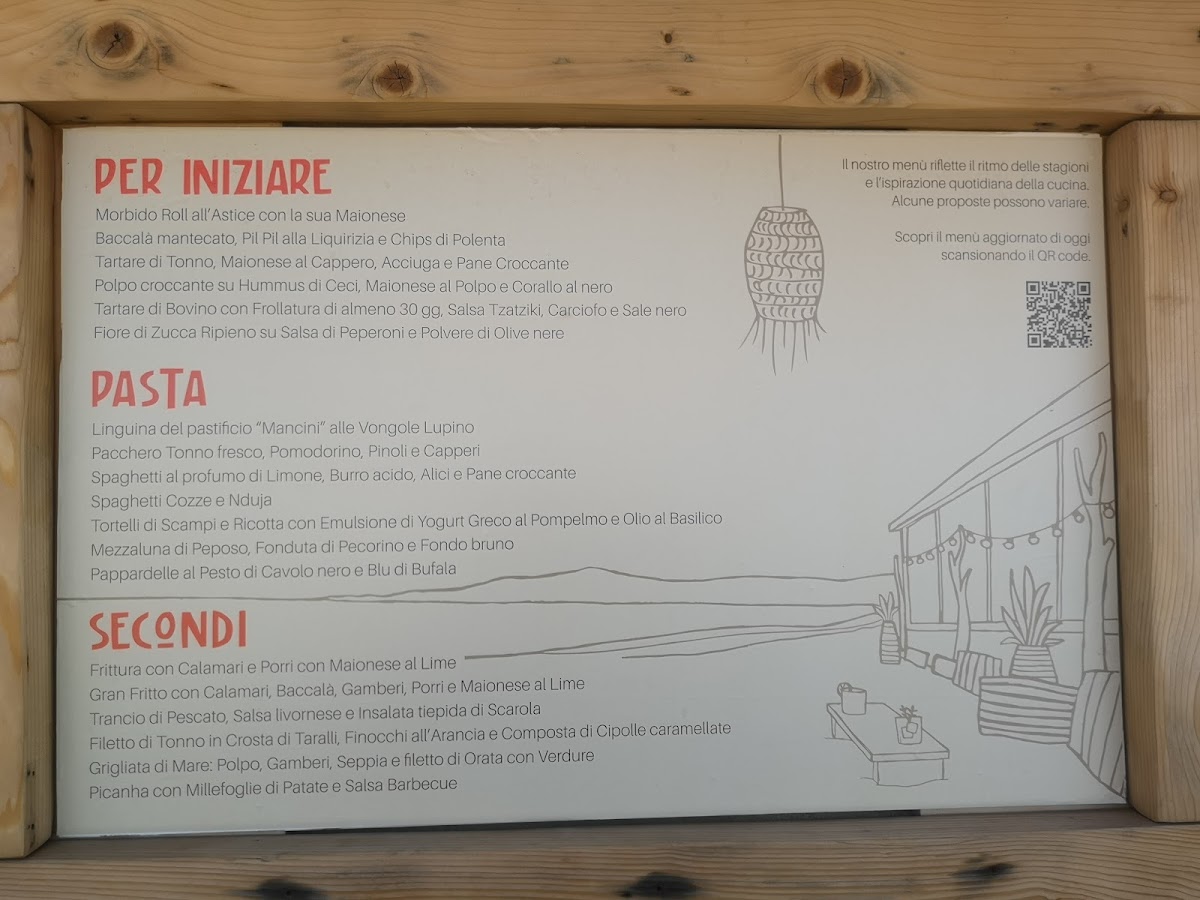 PER INIZIARE
Morbido Roll all'Astice con la sua Maionese
Baccalà mantecato, Pil Pil alla Liquirizia e Chips di Polenta
Tartare di Tonno, Maionese al Cappero, Acciuga e Pane Croccante
Polpo croccante su Hummus di Ceci, Maionese al Polpo e Corallo al nero
Tartare di Bovino con Frollatura di almeno 30 gg, Salsa Tzatziki, Carciofo e Sale nero
Fiore di Zucca Ripieno su Salsa di Peperoni e Polvere di Olive nere
PASTA
Linguina del pastificio “Mancini” alle Vongole Lupino
Pacchero Tonno fresco, Pomodorino, Pinoli e Capperi
Spaghetti al profumo di Limone, Burro acido, Alici e Pane croccante
Spaghetti Cozze e Nduja
Tortelli di Scampi e Ricotta con Emulsione di Yogurt Greco al Pompelmo e Olio al Basilico
Mezzaluna di Peposo, Fonduta di Pecorino e Fondo bruno
Pappardelle al Pesto di Cavolo nero e Blu di Bufala
SECONDI
Frittura con Calamari e Porri con Maionese al Lime
Gran Fritto con Calamari, Baccalà, Gamberi, Porri e Maionese al Lime
Trancio di Pescato, Salsa livornese e Insalata tiepida di Scarola
Filetto di Tonno in Crosta di Taralli, Finocchi all'Arancia e Composta di Cipolle caramellate
Grigliata di Mare: Polpo, Gamberi, Seppia e filetto di Orata con Verdure
Picanha con Millefoglie di Patate e Salsa Barbecue
Il nostro menù riflette il ritmo delle stagioni
e l'ispirazione quotidiana della cucina.
Alcune proposte possono variare.
Scopri il menù aggiornato di oggi
scansionando il QR code.